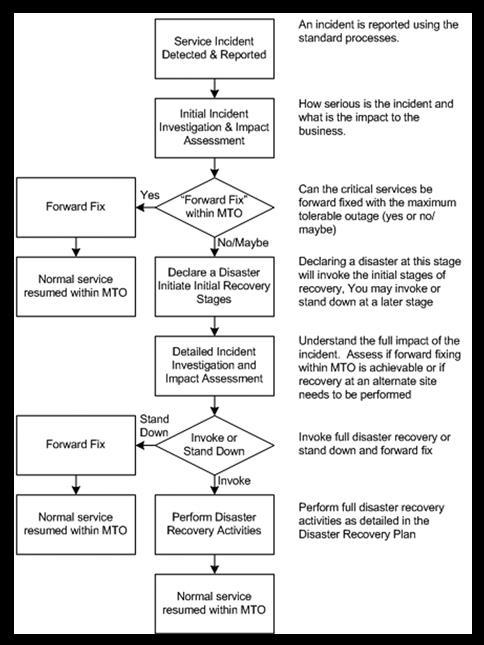 Service Incident
Detected & Reported
An incident is reported using the
standard processes.
Initial Incident
Investigation & Impact
Assessment
How serious is the incident and
what is the impact to the
business.
Forward Fix
Yes
"Forward Fix"
within MTO
Can the critical services be
forward fixed with the maximum
tolerable outage (yes or no/
maybe)
No/Maybe
Normal service
resumed within MTO
Declare a Disaster
Initiate Initial Recovery
Stages
Declaring a disaster at this stage
will invoke the initial stages of
recovery, You may invoke or
stand down at a later stage
Detailed Incident
Investigation and
Impact Assessment
Understand the full impact of the
incident. Assess if forward fixing
within MTO is achievable or if
recovery at an alternate site
needs to be performed
Forward Fix
Stand
Down
Invoke or
Stand Down
Invoke full disaster recovery or
stand down and forward fix
Invoke
Normal service
resumed within MTO
Perform Disaster
Recovery Activities
Perform full disaster recovery
activities as detailed in the
Disaster Recovery Plan
Normal service
resumed within MTO